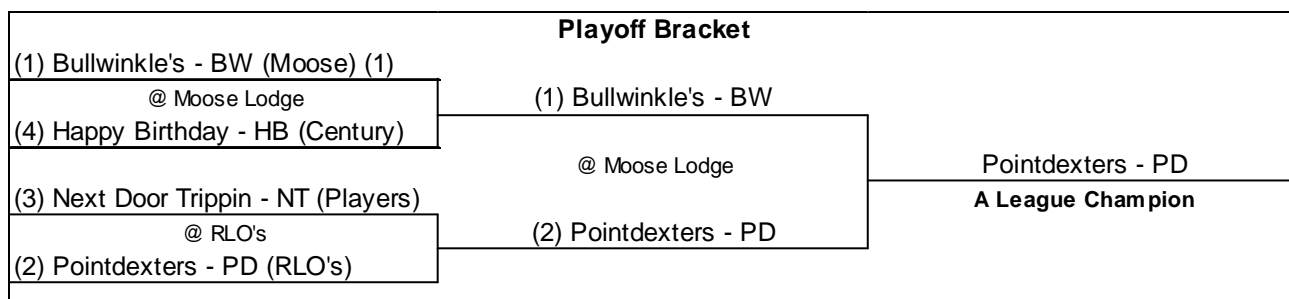 Playoff Bracket
(1) Bullwinkle's - BW (Moose) (1)
@ Moose Lodge
(1) Bullwinkle's - BW
(4) Happy Birthday - HB (Century)
@ Moose Lodge
Pointdexters - PD
(3) Next Door Trippin - NT (Players)
A League Champion
@ RLO's
(2) Pointdexters - PD
(2) Pointdexters - PD (RLO's)